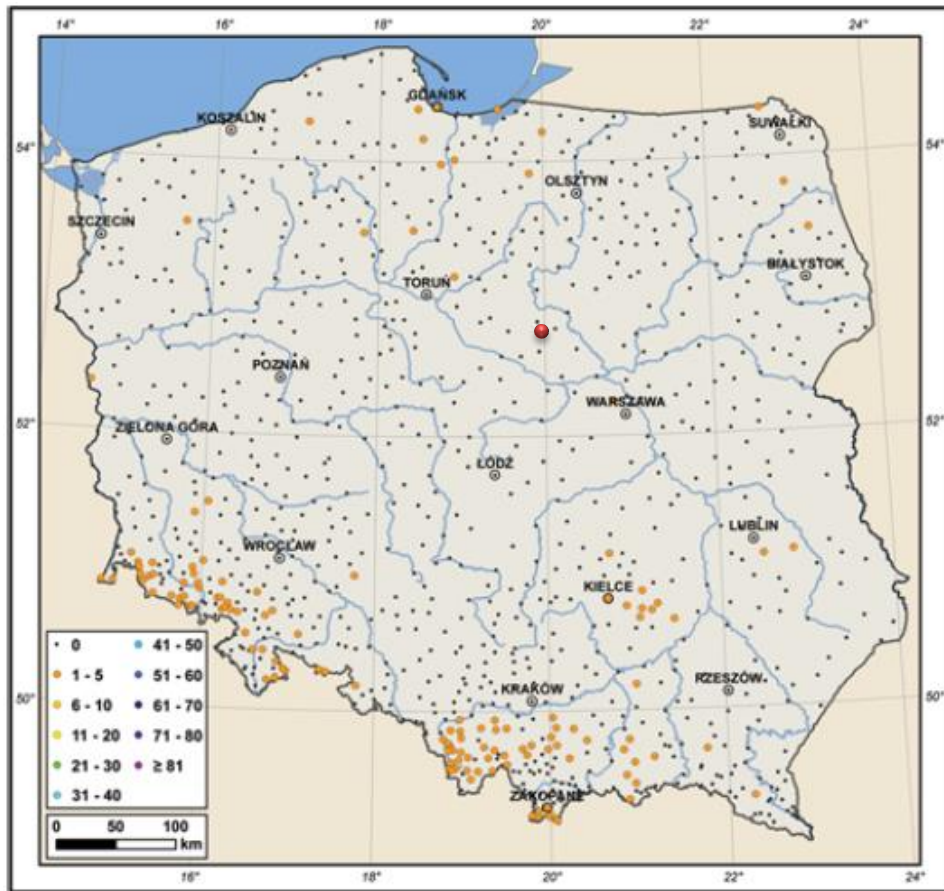 14° 16° 18° 20° 22° 24°
GDAŃSK
KOSZALIN
SUWAŁKI
54° 54°
OLSZTYN
SZCZECIN
BIAŁYSTOK
TORUŃ
POZNAŃ
WARSZAWA
52° 52°
ZIELONA GÓRA
ŁÓDŹ
LUBLIN
WROCŁAW
KIELCE
0 41 - 50
1 - 5 51 - 60
6 - 10 61 - 70
11 - 20 71 - 80
21 - 30 ≥ 81
31 - 40
RZESZÓW
50° 50°
KRAKÓW
ZAKOPANE
0 50 100
km
16° 18° 20° 22° 24°